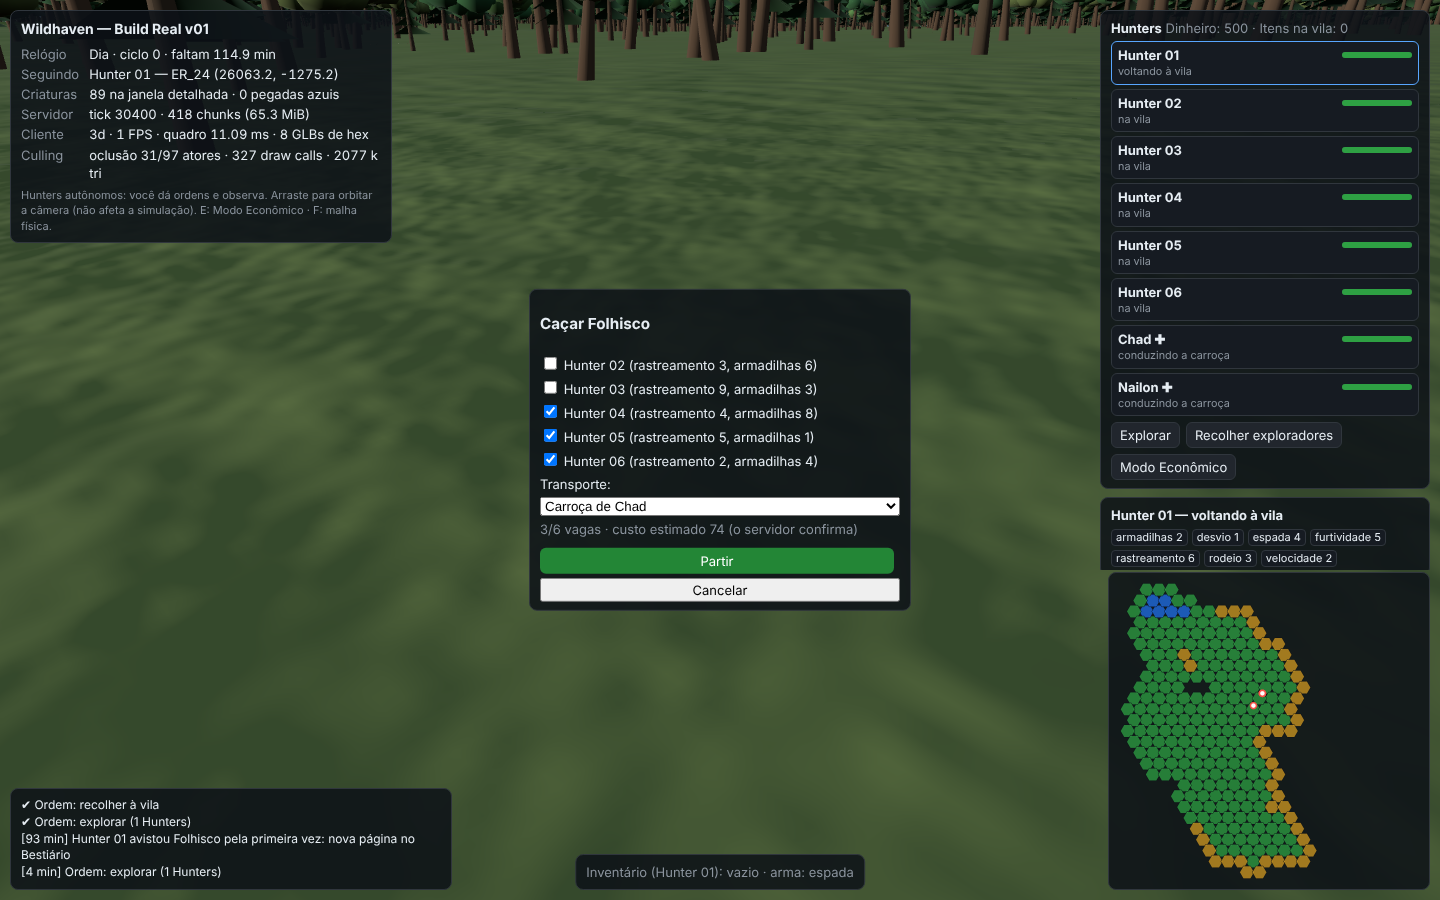 Wildhaven — Build Real v01
Relógio Dia · ciclo 0 · faltam 114.9 min
Seguindo Hunter 01 — ER_24 (26063.2, -1275.2)
Criaturas 89 na janela detalhada · 0 pegadas azuis
Servidor tick 30400 · 418 chunks (65.3 MiB)
Cliente 3d · 1 FPS · quadro 11.09 ms · 8 GLBs de hex
Culling oclusão 31/97 atores · 327 draw calls · 2077 k
tri
Hunters autônomos: você dá ordens e observa. Arraste para orbitar
a câmera (não afeta a simulação). E: Modo Econômico · F: malha
física.
Caçar Folhisco
Hunter 02 (rastreamento 3, armadilhas 6)
Hunter 03 (rastreamento 9, armadilhas 3)
Hunter 04 (rastreamento 4, armadilhas 8)
Hunter 05 (rastreamento 5, armadilhas 1)
Hunter 06 (rastreamento 2, armadilhas 4)
Transporte:
Carroça de Chad
3/6 vagas · custo estimado 74 (o servidor confirma)
Partir
Cancelar
Hunters Dinheiro: 500 · Itens na vila: 0
Hunter 01
voltando à vila
Hunter 02
na vila
Hunter 03
na vila
Hunter 04
na vila
Hunter 05
na vila
Hunter 06
na vila
Chad ✚
conduzindo a carroça
Nailon ✚
conduzindo a carroça
Explorar Recolher exploradores
Modo Econômico
Hunter 01 — voltando à vila
armadilhas 2 desvio 1 espada 4 furtividade 5
rastreamento 6 rodeio 3 velocidade 2
✔ Ordem: recolher à vila
✔ Ordem: explorar (1 Hunters)
[93 min] Hunter 01 avistou Folhisco pela primeira vez: nova página no
Bestiário
[4 min] Ordem: explorar (1 Hunters)
Inventário (Hunter 01): vazio · arma: espada